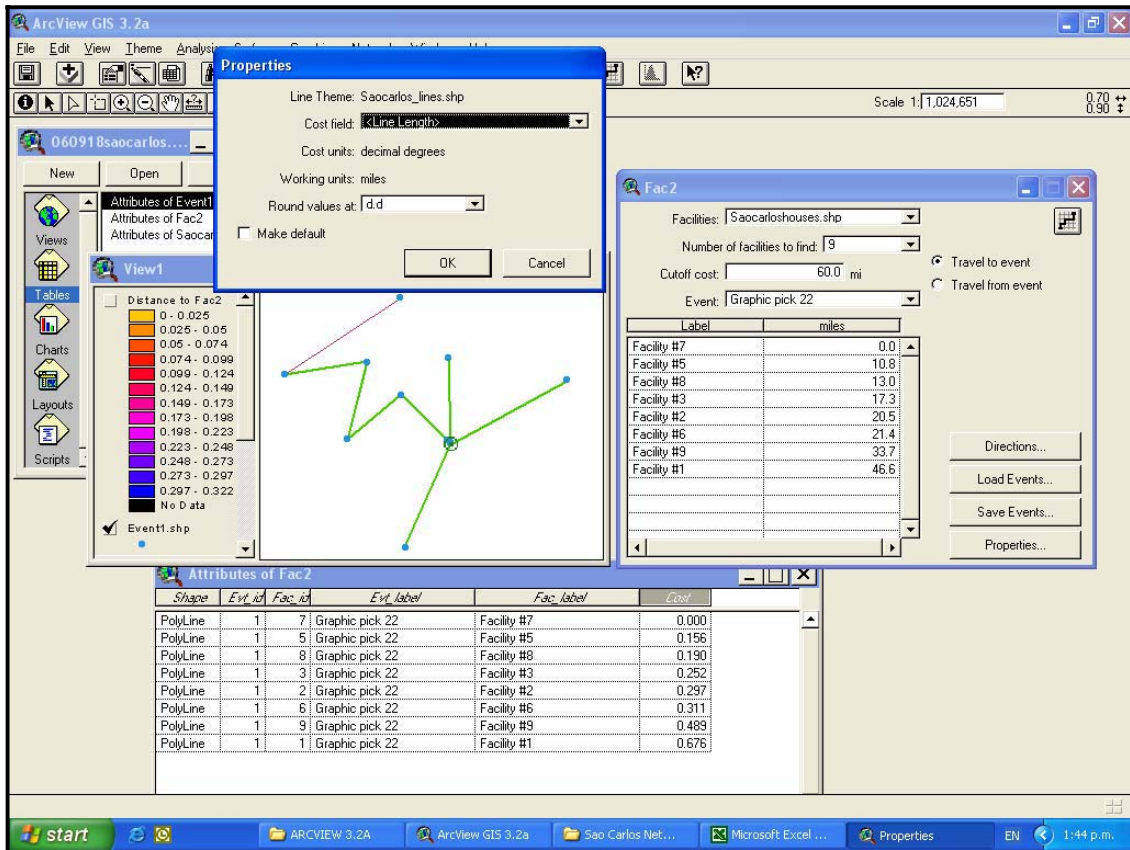 ArcView GIS 3.2a
File Edit View Theme
Scale 1: 1,024,651
0.70
0.90
Properties
Line Theme: Saocarlos_lines.shp
Cost field: <Line Length>
Cost units: decimal degrees
Working units: miles
Round values at: d.d
Make default
OK Cancel
060918saocarlos....
New Open
Views
Tables
Charts
Layouts
Scripts
Attributes of Event1
Attributes of Fac2
Attributes of Saocar
View1
Distance to Fac2
0 - 0.025
0.025 - 0.05
0.05 - 0.074
0.074 - 0.099
0.099 - 0.124
0.124 - 0.149
0.149 - 0.173
0.173 - 0.198
0.198 - 0.223
0.223 - 0.248
0.248 - 0.273
0.273 - 0.297
0.297 - 0.322
No Data
Event1.shp
Fac2
Facilities: Saocarloshouses.shp
Number of facilities to find: 9
Cutoff cost: 60.0 mi
Event: Graphic pick 22
Travel to event
Travel from event
Label miles
Facility #7 0.0
Facility #5 10.8
Facility #8 13.0
Facility #3 17.3
Facility #2 20.5
Facility #6 21.4
Facility #9 33.7
Facility #1 46.6
Directions...
Load Events...
Save Events...
Properties...
Attributes of Fac2
Shape Evt_id Fac_id Evt_label Fac_label Cost
PolyLine 1 7 Graphic pick 22 Facility #7 0.000
PolyLine 1 5 Graphic pick 22 Facility #5 0.156
PolyLine 1 8 Graphic pick 22 Facility #8 0.190
PolyLine 1 3 Graphic pick 22 Facility #3 0.252
PolyLine 1 2 Graphic pick 22 Facility #2 0.297
PolyLine 1 6 Graphic pick 22 Facility #6 0.311
PolyLine 1 9 Graphic pick 22 Facility #9 0.489
PolyLine 1 1 Graphic pick 22 Facility #1 0.676
start
ARCVIEW 3.2A
ArcView GIS 3.2a
Sao Carlos Net...
Microsoft Excel ...
Properties
EN
1:44 p.m.